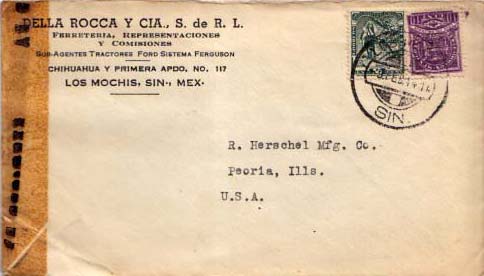 DELLA ROCCA Y CIA., S. de R. L.
FERRETERIA, REPRESENTACIONES
Y COMISIONES
SUB-AGENTES TRACTORES FORD SISTEMA FERGUSON
CHIHUAHUA Y PRIMERA APDO. NO. 117
LOS MOCHIS, SIN., MEX.
SIN.
R. Herschel Mfg. Co.
Peoria, Ills.
U.S.A.